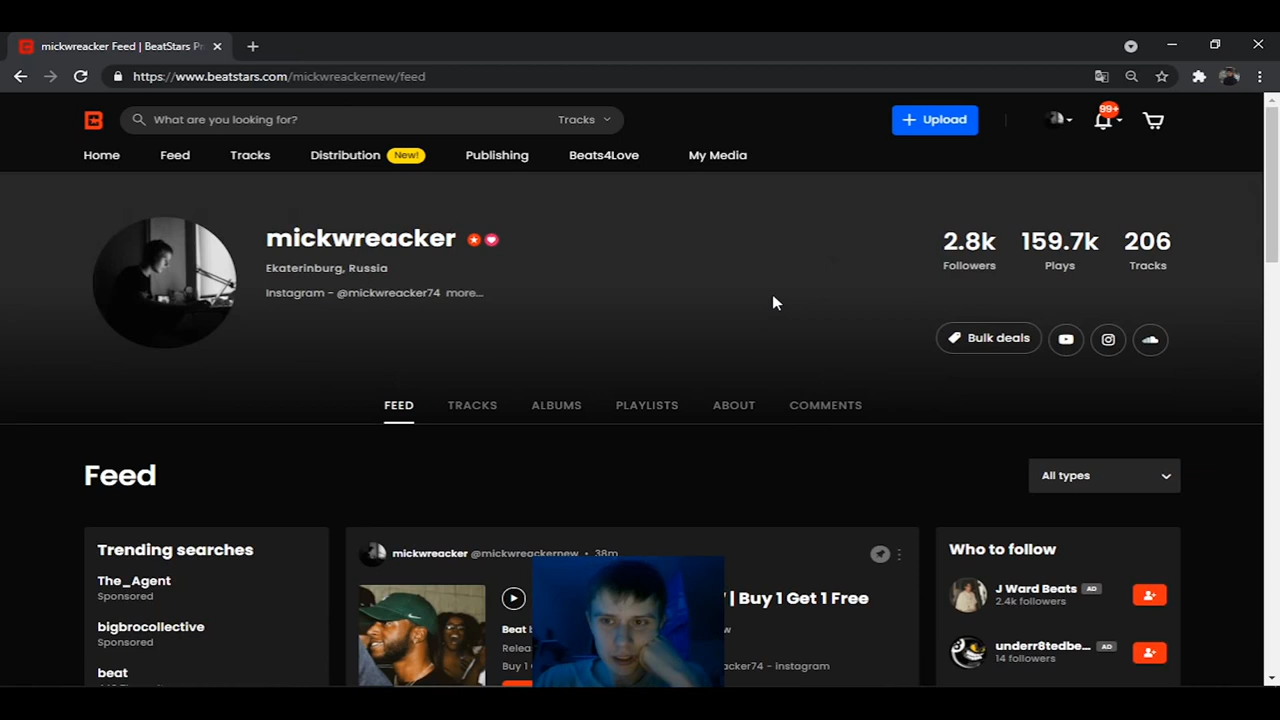 mickwreacker Feed | BeatStars Pr
https://www.beatstars.com/mickwreackernew/feed
What are you looking for?
Tracks
Upload
99+
Home
Feed
Tracks
Distribution
New!
Publishing
Beats4Love
My Media
mickwreacker
Ekaterinburg, Russia
Instagram - @mickwreacker74 more...
2.8k
159.7k
206
Followers
Plays
Tracks
Bulk deals
FEED
TRACKS
ALBUMS
PLAYLISTS
ABOUT
COMMENTS
Feed
All types
Trending searches
The_Agent
Sponsored
bigbrocollective
Sponsored
beat
mickwreacker @mickwreackernew • 38m
| Buy 1 Get 1 Free
Beat
Buy 1
- instagram
Who to follow
J Ward Beats
AD
2.4k followers
underr8tedbe...
AD
14 followers